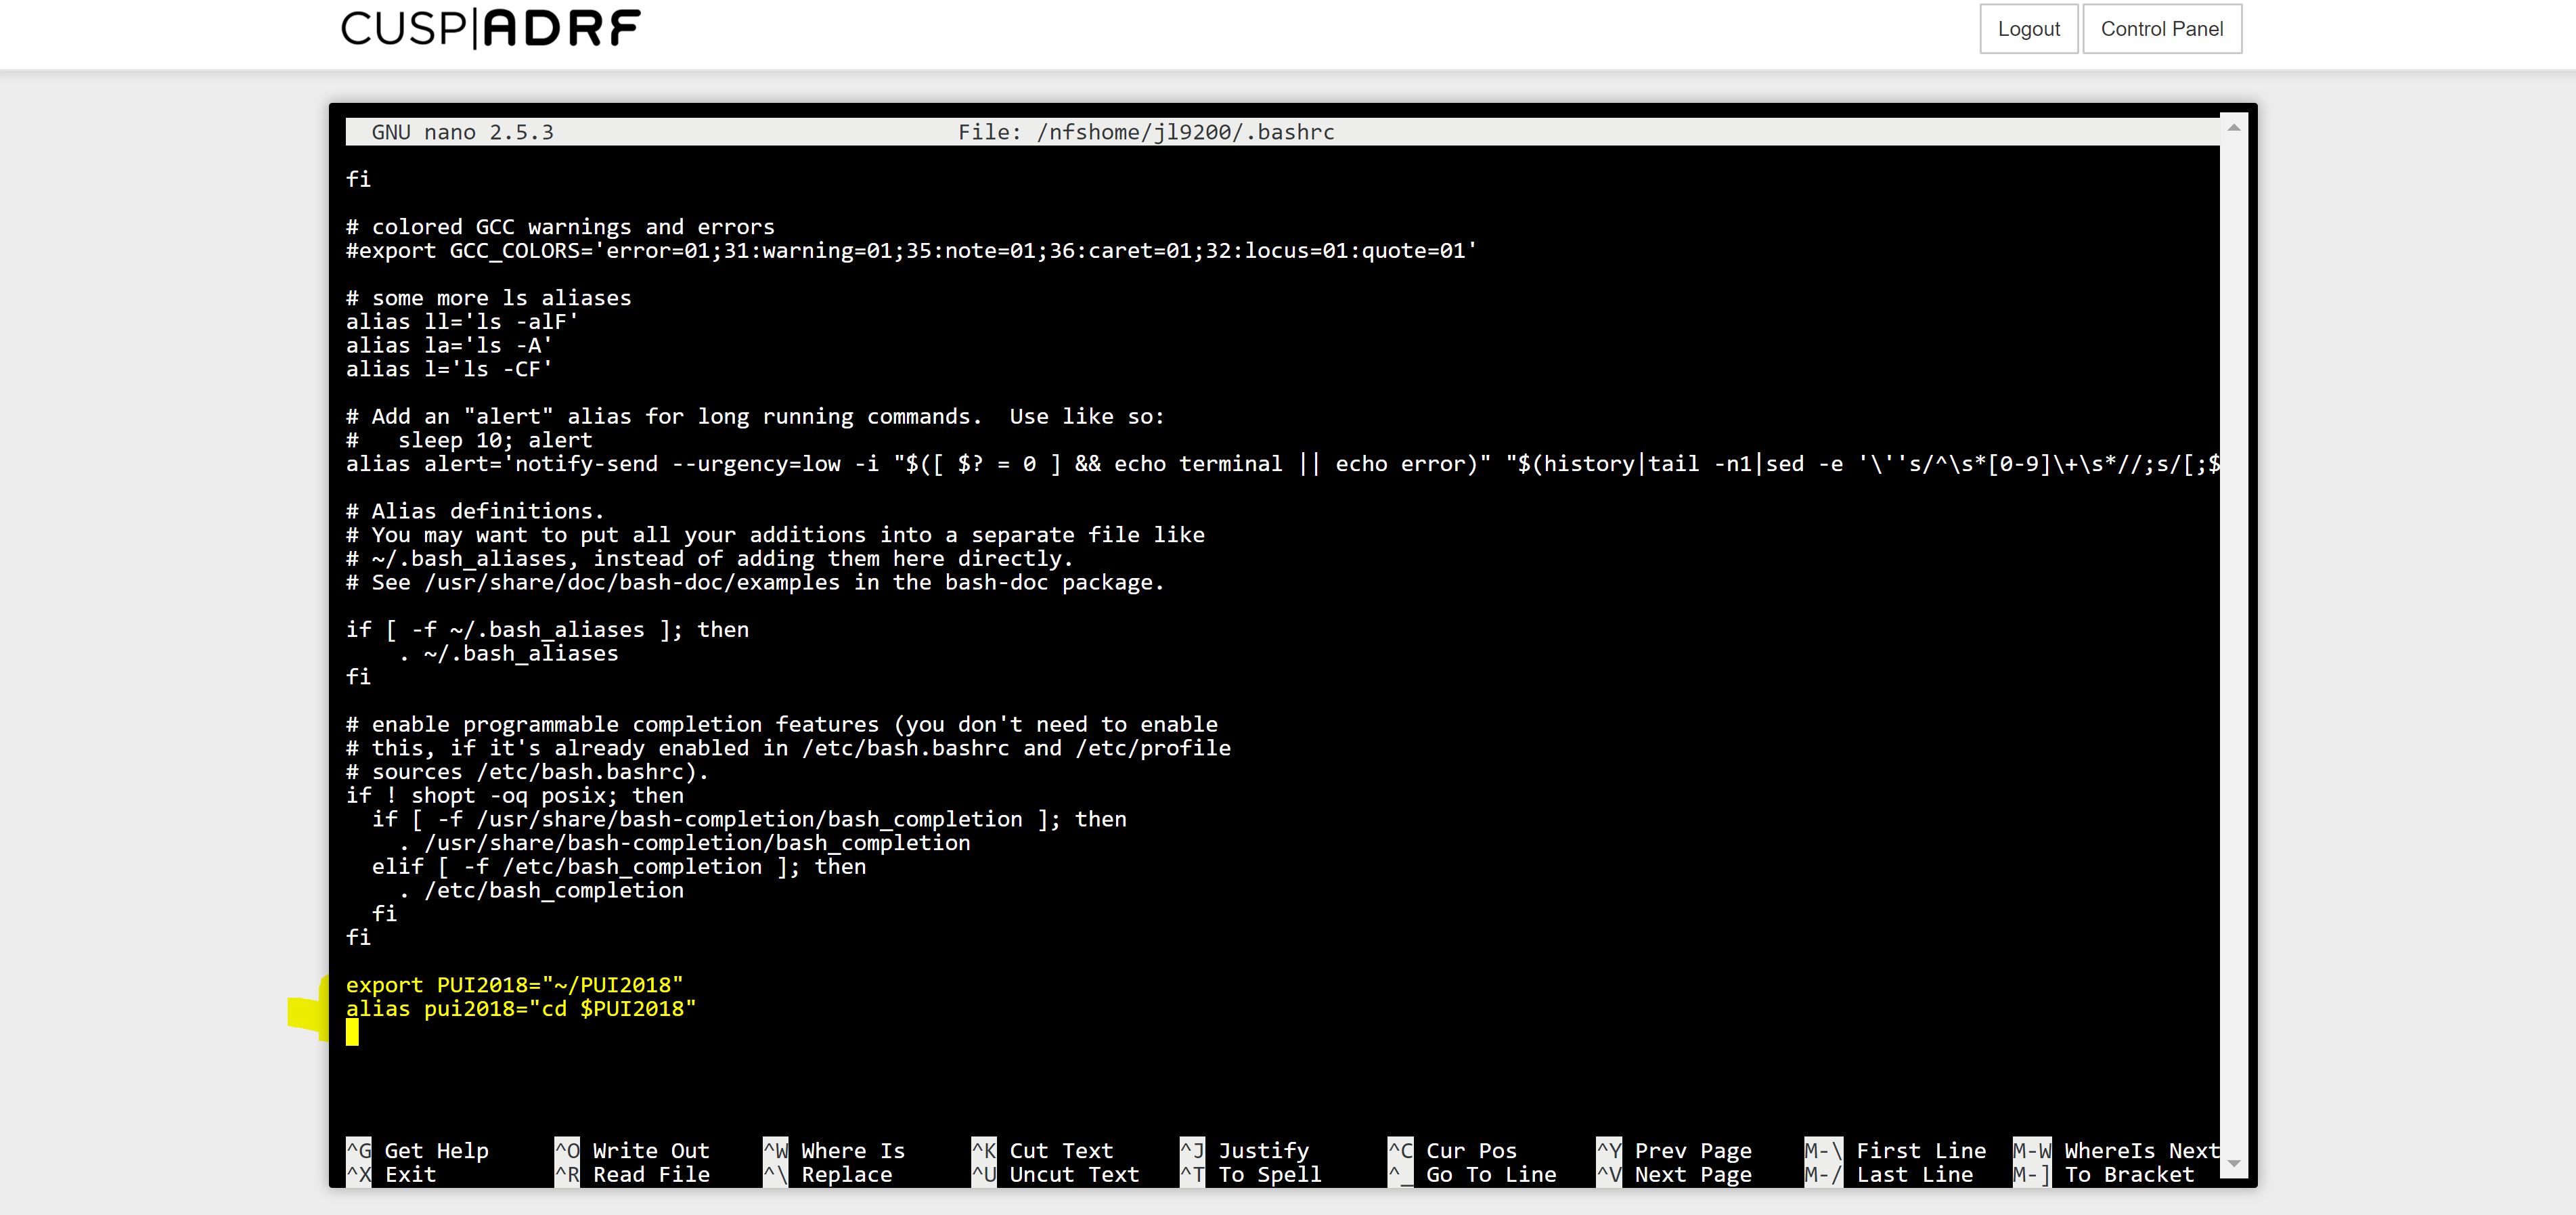 CUSP|ADRF
Logout
Control Panel
GNU nano 2.5.3 File: /nfshome/jl9200/.bashrc
fi
# colored GCC warnings and errors
#export GCC_COLORS='error=01;31:warning=01;35:note=01;36:caret=01;32:locus=01:quote=01'
# some more ls aliases
alias ll='ls -alF'
alias la='ls -A'
alias l='ls -CF'
# Add an "alert" alias for long running commands.  Use like so:
#   sleep 10; alert
alias alert='notify-send --urgency=low -i "$([ $? = 0 ] && echo terminal || echo error)" "$(history|tail -n1|sed -e '\''s/^\s*[0-9]\+\s*//;s/[;$
# Alias definitions.
# You may want to put all your additions into a separate file like
# ~/.bash_aliases, instead of adding them here directly.
# See /usr/share/doc/bash-doc/examples in the bash-doc package.
if [ -f ~/.bash_aliases ]; then
    . ~/.bash_aliases
fi
# enable programmable completion features (you don't need to enable
# this, if it's already enabled in /etc/bash.bashrc and /etc/profile
# sources /etc/bash.bashrc).
if ! shopt -oq posix; then
  if [ -f /usr/share/bash-completion/bash_completion ]; then
    . /usr/share/bash-completion/bash_completion
  elif [ -f /etc/bash_completion ]; then
    . /etc/bash_completion
  fi
fi
export PUI2018="~/PUI2018"
alias pui2018="cd $PUI2018"
^G Get Help ^O Write Out ^W Where Is ^K Cut Text ^J Justify ^C Cur Pos ^Y Prev Page M-\ First Line M-W WhereIs Next
^X Exit ^R Read File ^\ Replace ^U Uncut Text ^T To Spell ^_ Go To Line ^V Next Page M-/ Last Line M-] To Bracket